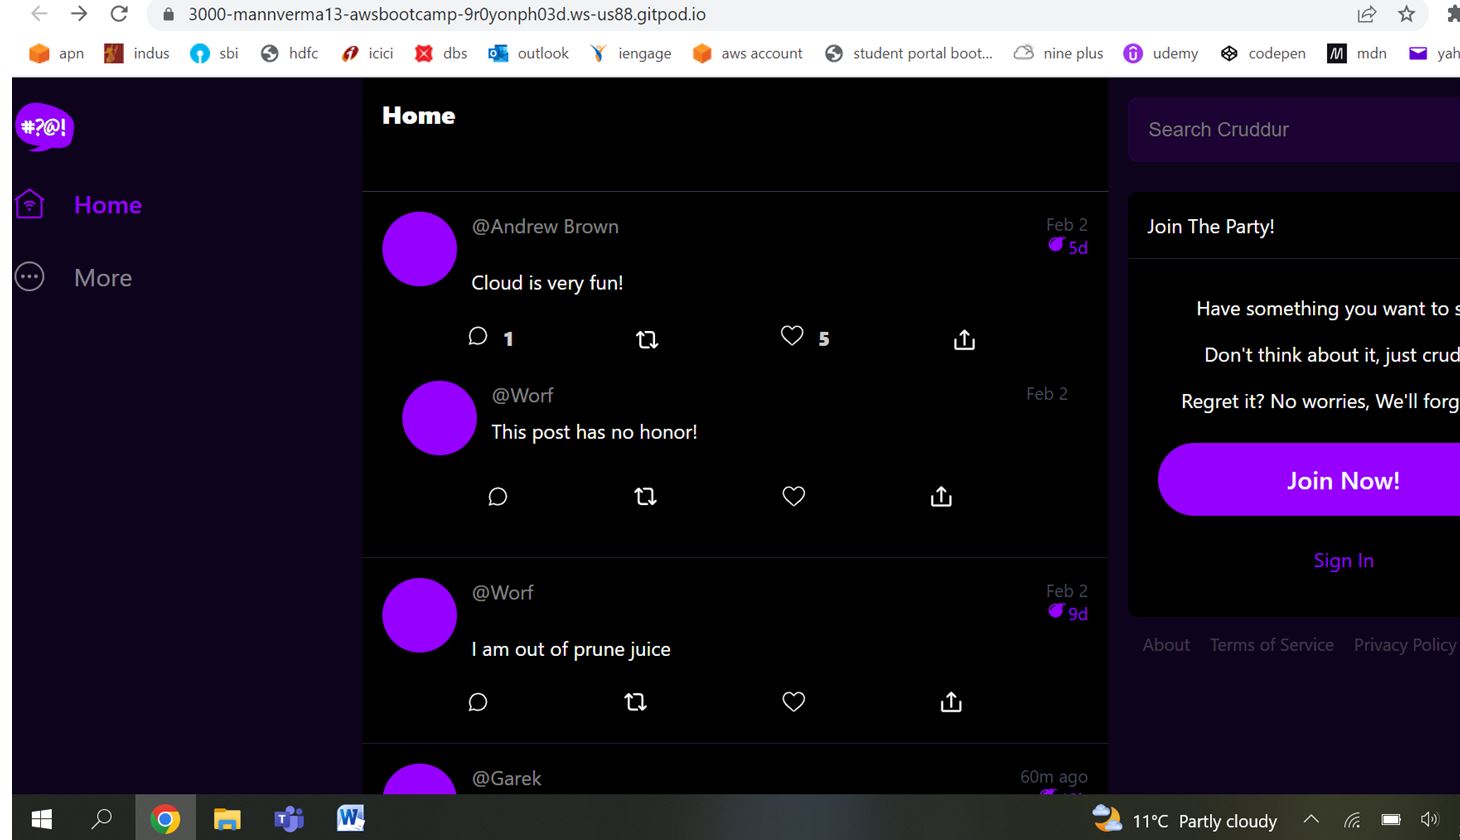 3000-mannverma13-awsbootcamp-9r0yonph03d.ws-us88.gitpod.io
apn indus sbi hdfc icici dbs outlook iengage aws account student portal boot... nine plus udemy codepen mdn yah
#?@!
Home
More
Home
@Andrew Brown Feb 2
5d
Cloud is very fun!
1 5
@Worf Feb 2
This post has no honor!
@Worf Feb 2
9d
I am out of prune juice
@Garek 60m ago
Search Cruddur
Join The Party!
Have something you want to s
Don't think about it, just crud
Regret it? No worries, We'll forg
Join Now!
Sign In
About Terms of Service Privacy Policy
11°C Partly cloudy